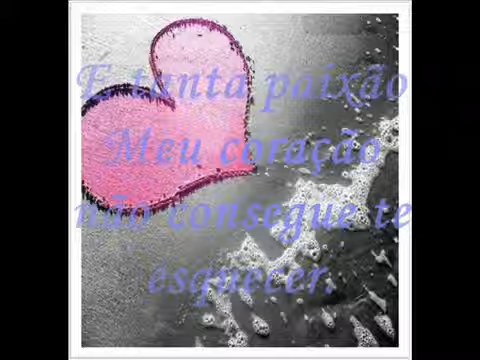 E tanta paixão
Meu coração
não consegue te
esquecer.